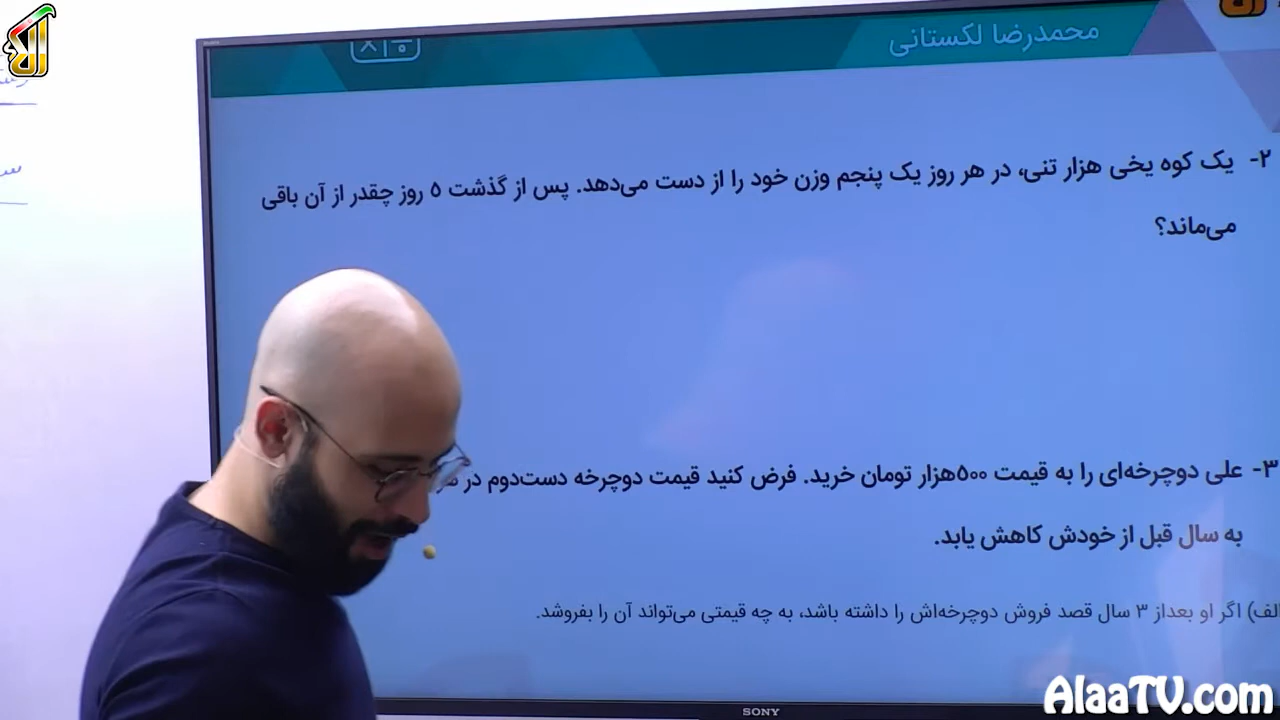 محمدرضا لکستانی
۲- یک کوه یخی هزار تنی، در هر روز یک پنجم وزن خود را از دست می‌دهد. پس از گذشت ۵ روز چقدر از آن باقی
می‌ماند؟
۳- علی دوچرخه‌ای را به قیمت ۵۰۰هزار تومان خرید. فرض کنید قیمت دوچرخه دست‌دوم در
به سال قبل از خودش کاهش یابد.
الف) اگر او بعداز ۳ سال قصد فروش دوچرخه‌اش را داشته باشد، به چه قیمتی می‌تواند آن را بفروشد.
SONY
AlaaTV.com